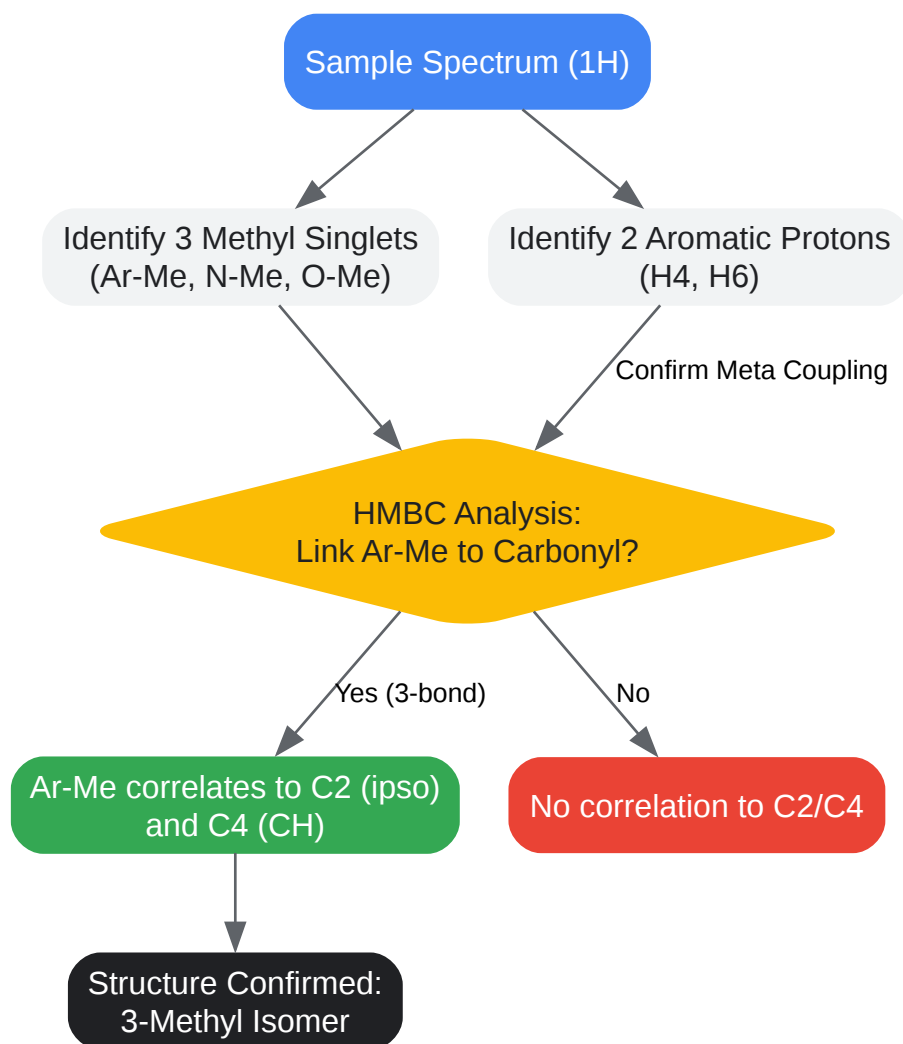 Sample Spectrum (1H)
Identify 3 Methyl Singlets
(Ar-Me, N-Me, O-Me)
Identify 2 Aromatic Protons
(H4, H6)
Confirm Meta Coupling
HMBC Analysis:
Link Ar-Me to Carbonyl?
Yes (3-bond)
No
Ar-Me correlates to C2 (ipso)
and C4 (CH)
No correlation to C2/C4
Structure Confirmed:
3-Methyl Isomer